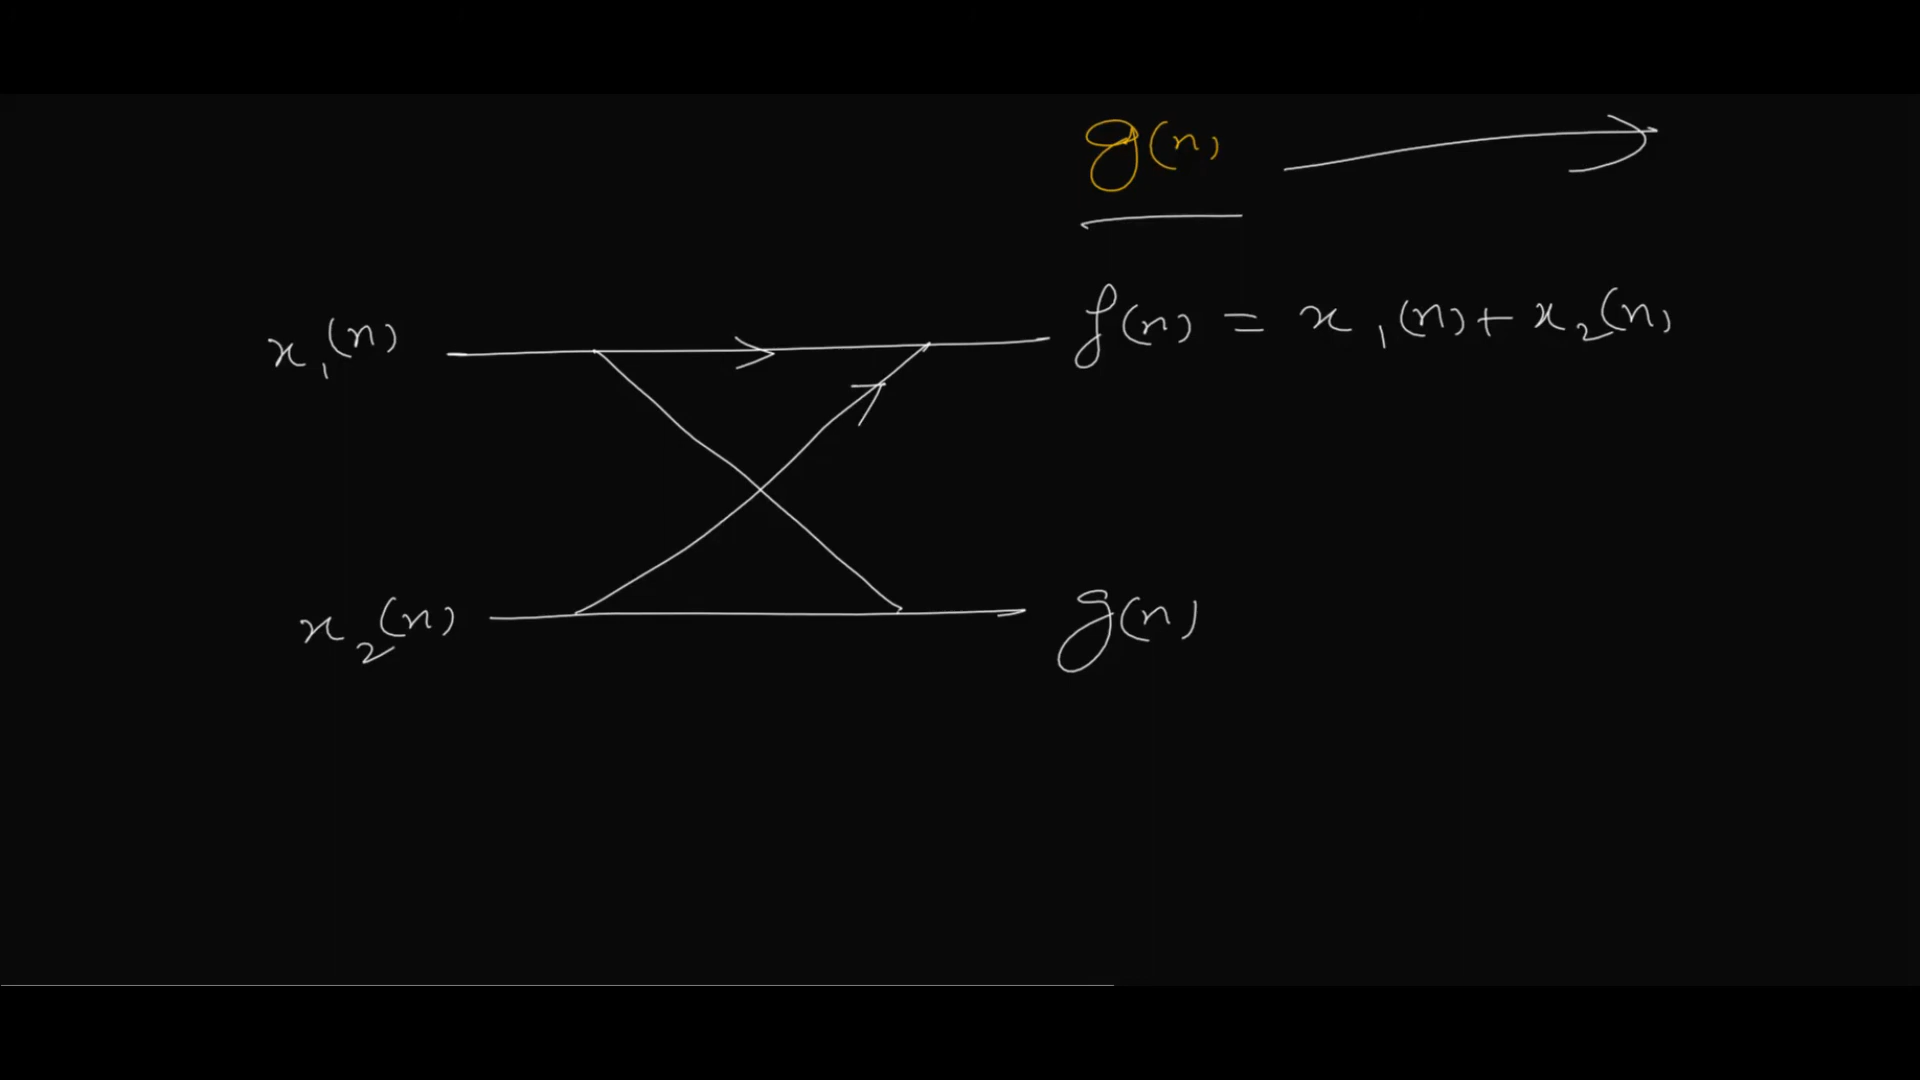 g(n)
x₁(n)
f(n) = x₁(n) + x₂(n)
x₂(n)
g(n)